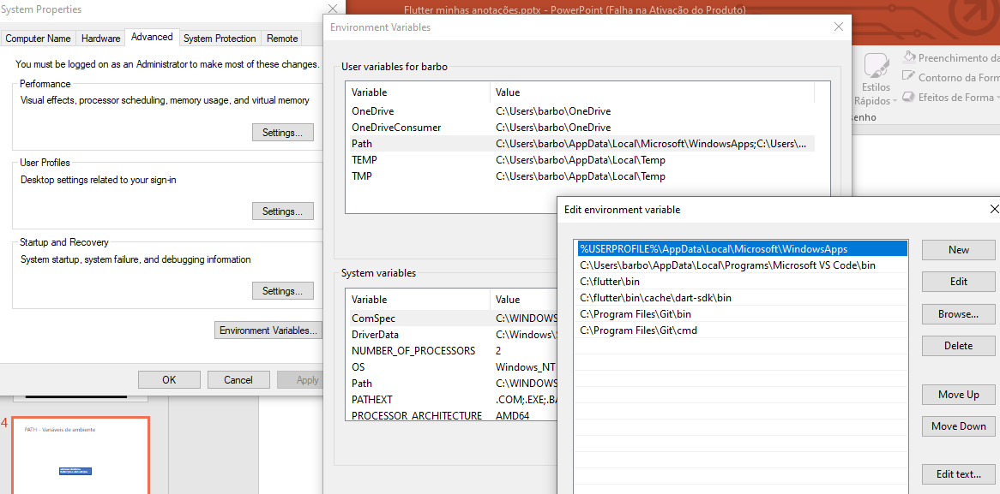 System Properties
Computer Name
Hardware
Advanced
System Protection
Remote
You must be logged on as an Administrator to make most of these changes.
Performance
Visual effects, processor scheduling, memory usage, and virtual memory
Settings...
User Profiles
Desktop settings related to your sign-in
Settings...
Startup and Recovery
System startup, system failure, and debugging information
Settings...
Environment Variables...
OK
Cancel
Apply
4
PATH - Variáveis de ambiente
Flutter minhas anotações.pptx - PowerPoint (Falha na Ativação do Produto)
Estilos
Rápidos
Preenchimento da
Contorno da Form
Efeitos de Forma
senho
Environment Variables
User variables for barbo
Variable Value
OneDrive C:\Users\barbo\OneDrive
OneDriveConsumer C:\Users\barbo\OneDrive
Path C:\Users\barbo\AppData\Local\Microsoft\WindowsApps;C:\Users\...
TEMP C:\Users\barbo\AppData\Local\Temp
TMP C:\Users\barbo\AppData\Local\Temp
System variables
Variable Value
ComSpec C:\WINDOWS
DriverData C:\Windows\
NUMBER_OF_PROCESSORS 2
OS Windows_NT
Path C:\WINDOWS
PATHEXT .COM;.EXE;.BA
PROCESSOR_ARCHITECTURE AMD64
Edit environment variable
%USERPROFILE%\AppData\Local\Microsoft\WindowsApps
C:\Users\barbo\AppData\Local\Programs\Microsoft VS Code\bin
C:\flutter\bin
C:\flutter\bin\cache\dart-sdk\bin
C:\Program Files\Git\bin
C:\Program Files\Git\cmd
New
Edit
Browse...
Delete
Move Up
Move Down
Edit text...